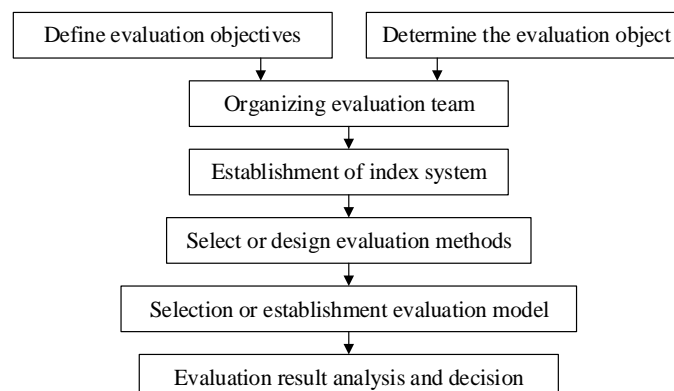 Define evaluation objectives
Determine the evaluation object
Organizing evaluation team
Establishment of index system
Select or design evaluation methods
Selection or establishment evaluation model
Evaluation result analysis and decision